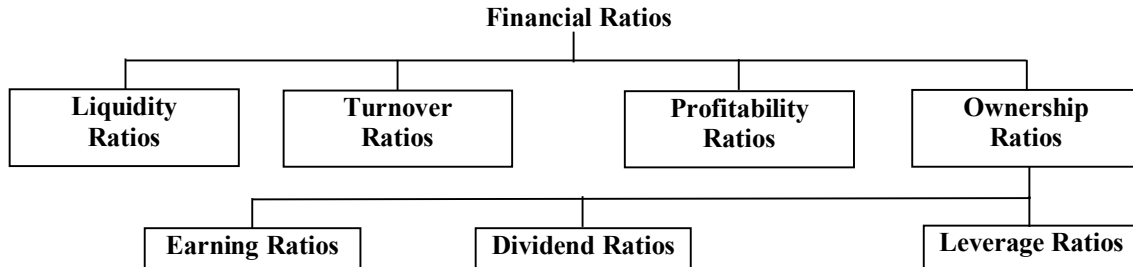 Financial Ratios
Liquidity
Ratios
Turnover
Ratios
Profitability
Ratios
Ownership
Ratios
Earning Ratios
Dividend Ratios
Leverage Ratios